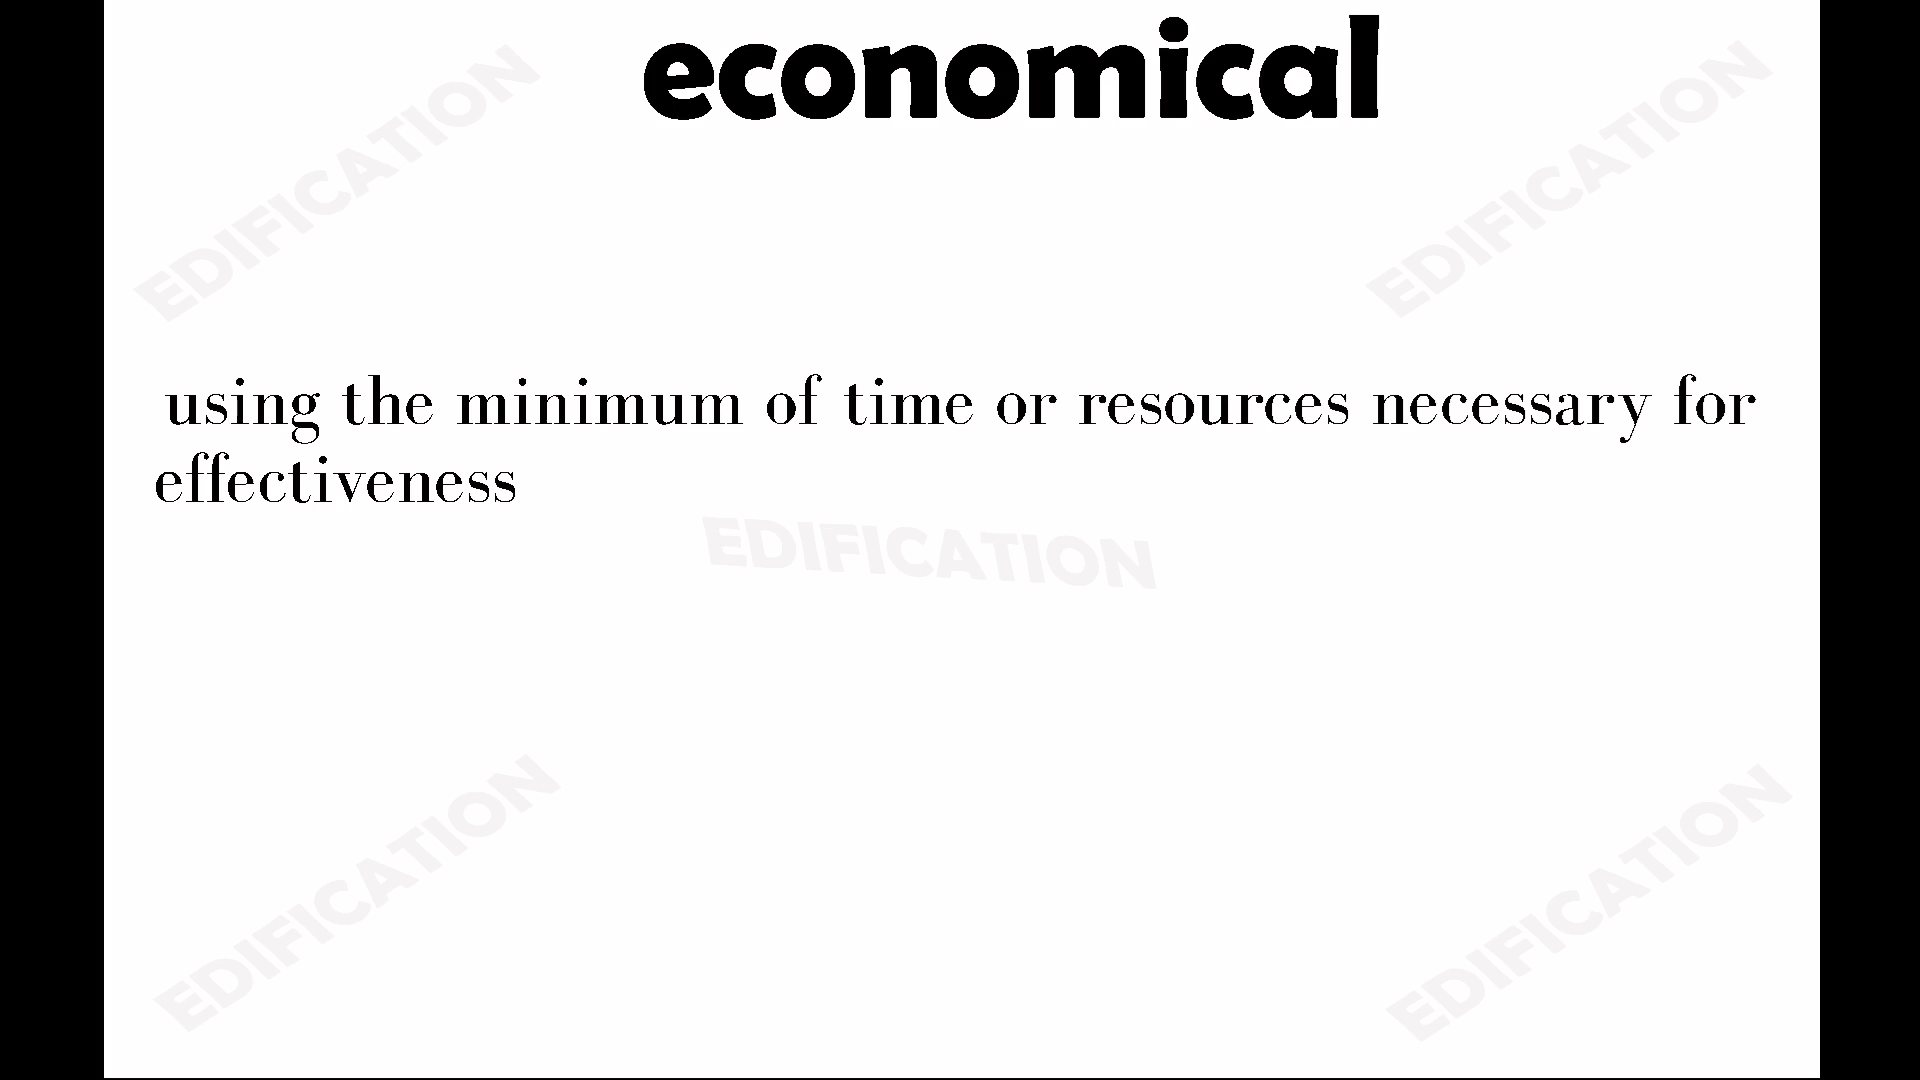 economical
EDIFICATION
EDIFICATION
using the minimum of time or resources necessary for
effectiveness
EDIFICATION
EDIFICATION
EDIFICATION